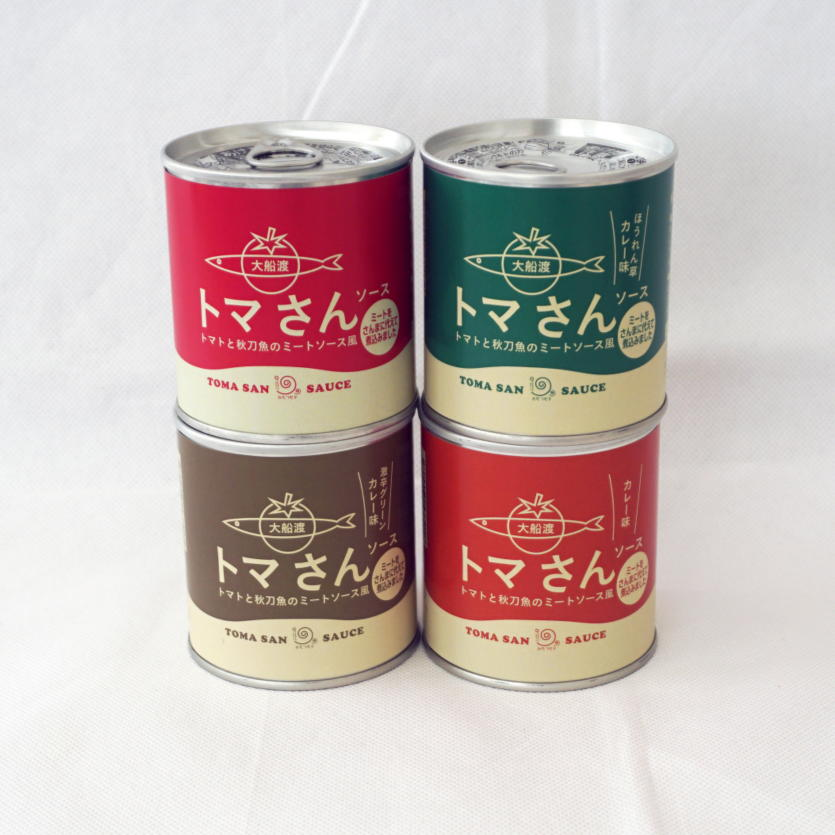 大船渡
トマさん
ソース
トマトと秋刀魚のミートソース風
ミートを
さんまに代えて
煮込みました
TOMA SAN SAUCE
ほうれん草
カレー味
大船渡
トマさん
ソース
トマトと秋刀魚のミートソース風
ミートを
さんまに代えて
煮込みました
TOMA SAN SAUCE
激辛グリーン
カレー味
大船渡
トマさん
ソース
トマトと秋刀魚のミートソース風
ミートを
さんまに代えて
煮込みました
TOMA SAN SAUCE
カレー味
大船渡
トマさん
ソース
トマトと秋刀魚のミートソース風
ミートを
さんまに代えて
煮込みました
TOMA SAN SAUCE